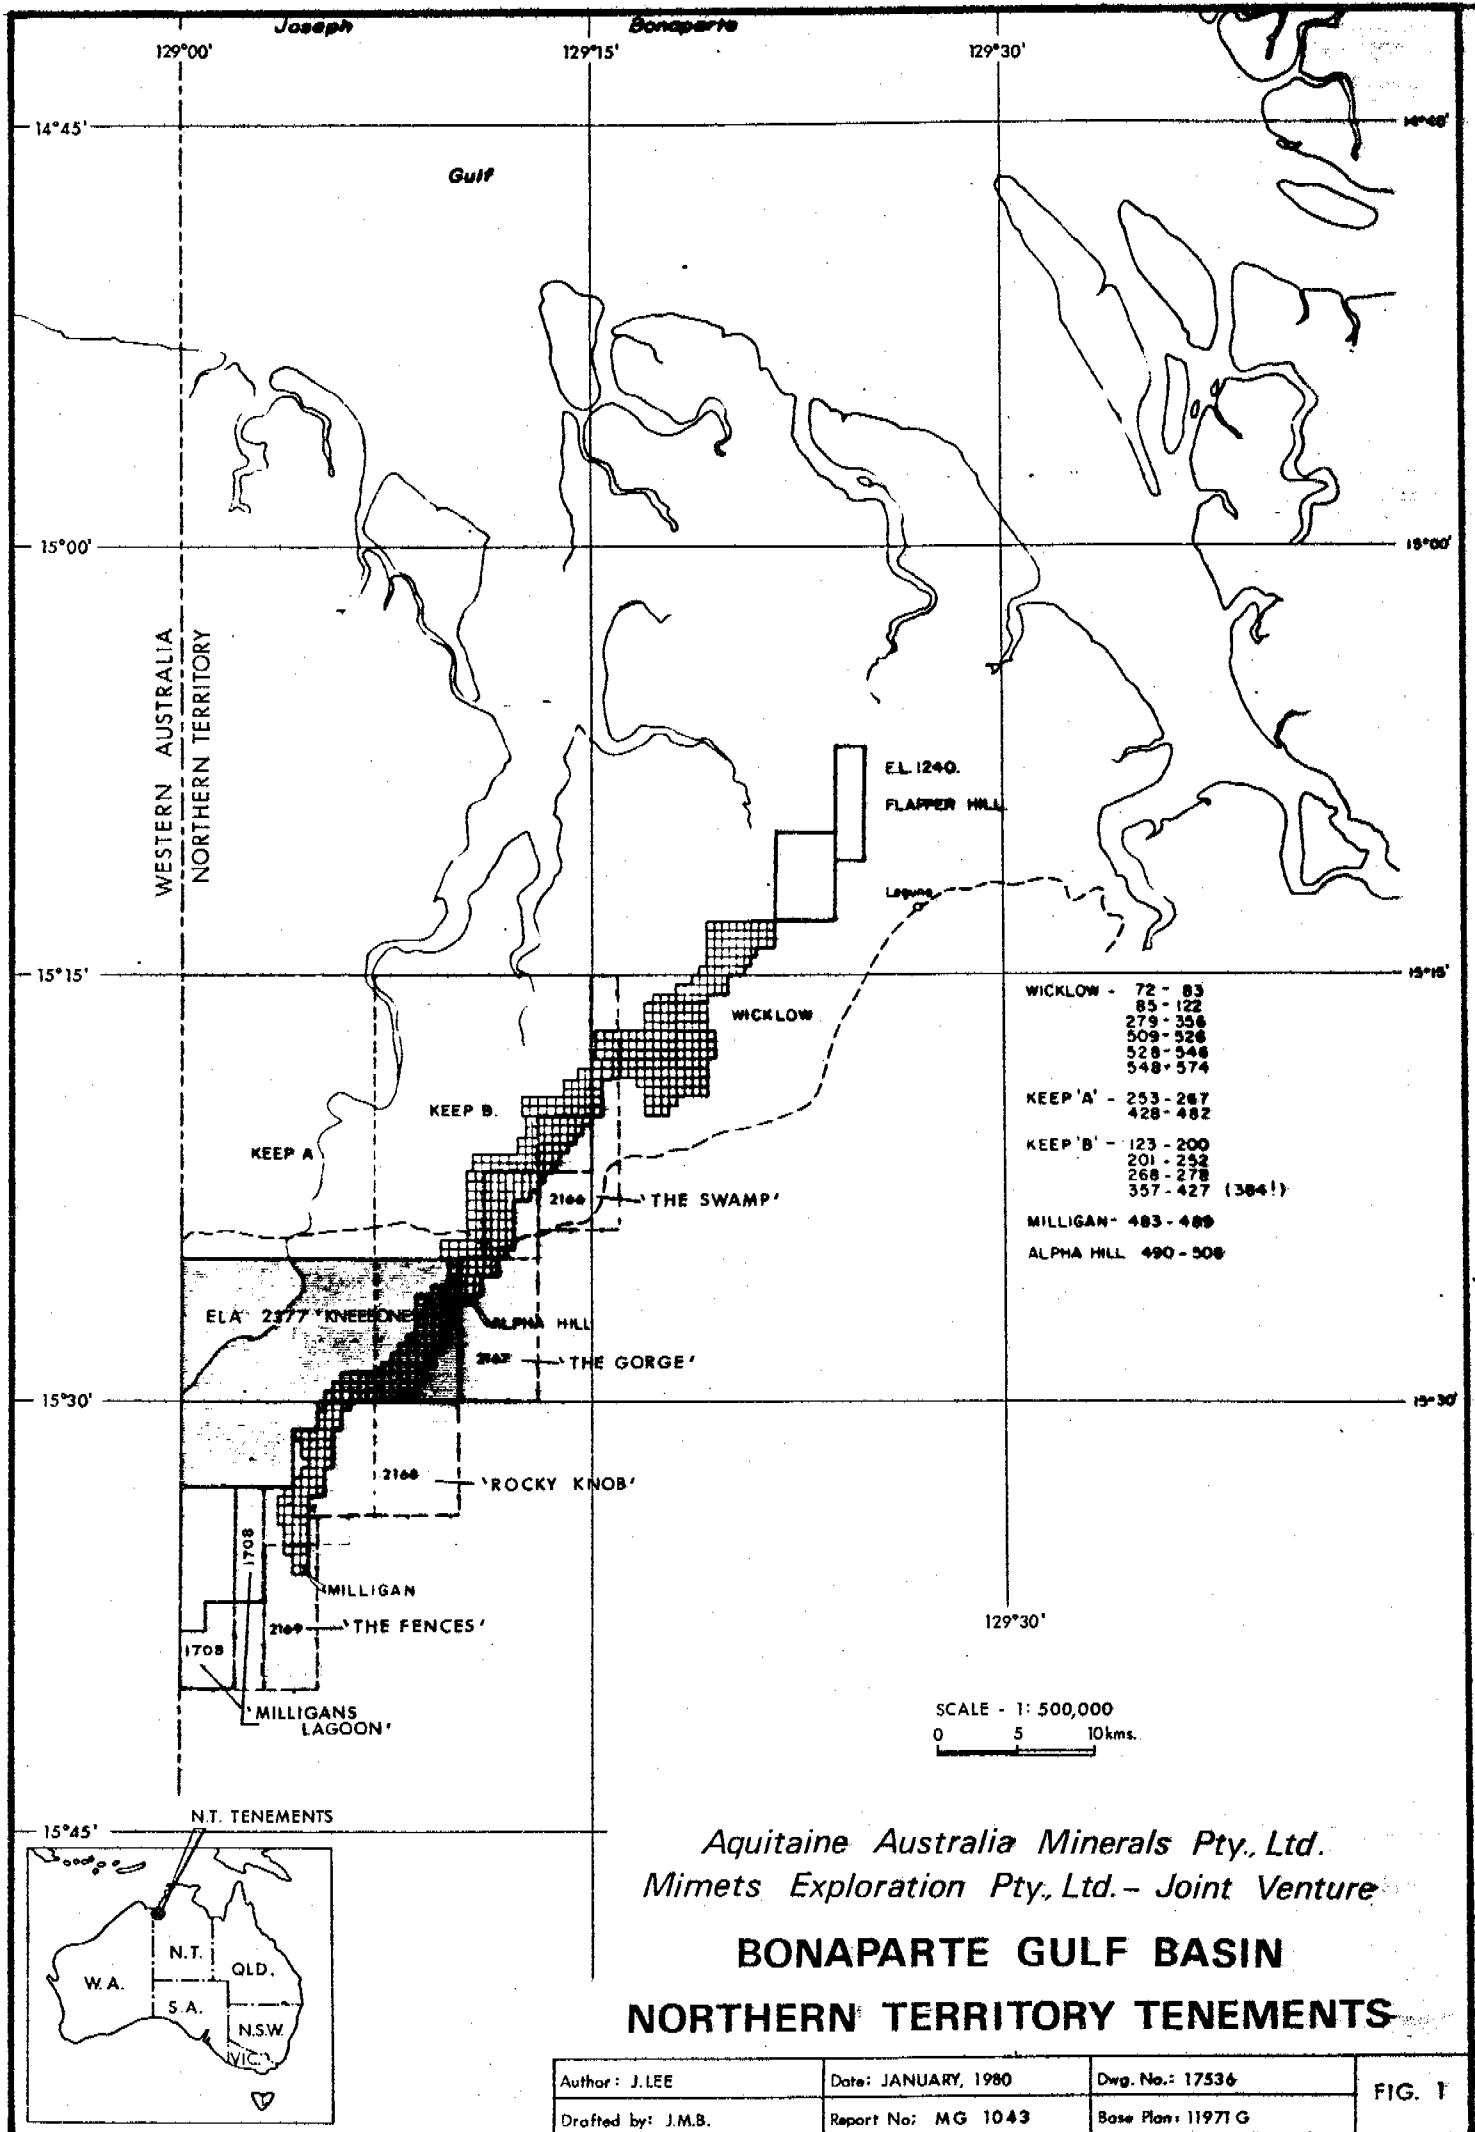 Joseph Bonaparte
129°00' 129°15' 129°30'
14°45' 14°45'
Gulf
15°00' 15°00'
WESTERN AUSTRALIA
NORTHERN TERRITORY
E.L. 1240.
FLAPPER HILL
Legune
15°15' 15°15'
WICKLOW
WICKLOW - 72 - 83
85 - 122
279 - 356
509 - 526
528 - 546
548 - 574
KEEP 'A' - 253 - 267
428 - 482
KEEP 'B' - 123 - 200
201 - 252
268 - 278
357 - 427 (384!)
MILLIGAN - 483 - 489
ALPHA HILL 490 - 508
KEEP B.
KEEP A
2166 'THE SWAMP'
ELA 2377 'KNEEBONE'
ALPHA HILL
2167 'THE GORGE'
15°30' 15°30'
2168 'ROCKY KNOB'
1708
MILLIGAN
2169 'THE FENCES'
1708
'MILLIGANS
LAGOON'
129°30'
SCALE - 1: 500,000
0 5 10kms.
N.T. TENEMENTS
15°45'
W.A.
N.T.
QLD.
S.A.
N.S.W.
VIC.
Aquitaine Australia Minerals Pty., Ltd.
Mimets Exploration Pty., Ltd. - Joint Venture
BONAPARTE GULF BASIN
NORTHERN TERRITORY TENEMENTS
Author: J. LEE Date: JANUARY, 1980 Dwg. No.: 17536 FIG. 1
Drafted by: J.M.B. Report No: MG 1043 Base Plan: 11971 G